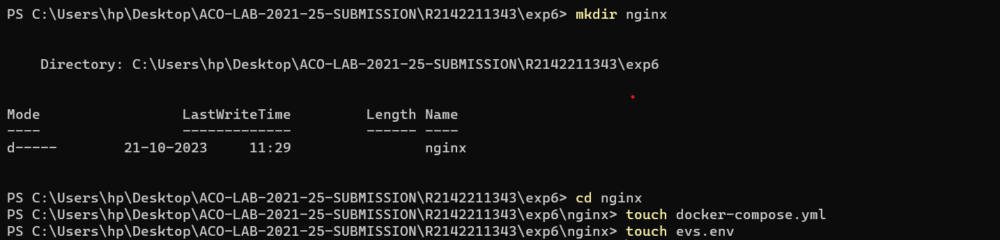 PS C:\Users\hp\Desktop\ACO-LAB-2021-25-SUBMISSION\R2142211343\exp6> mkdir nginx
Directory: C:\Users\hp\Desktop\ACO-LAB-2021-25-SUBMISSION\R2142211343\exp6
Mode LastWriteTime Length Name
---- ------------- ------ ----
d----- 21-10-2023 11:29 nginx
PS C:\Users\hp\Desktop\ACO-LAB-2021-25-SUBMISSION\R2142211343\exp6> cd nginx
PS C:\Users\hp\Desktop\ACO-LAB-2021-25-SUBMISSION\R2142211343\exp6\nginx> touch docker-compose.yml
PS C:\Users\hp\Desktop\ACO-LAB-2021-25-SUBMISSION\R2142211343\exp6\nginx> touch evs.env